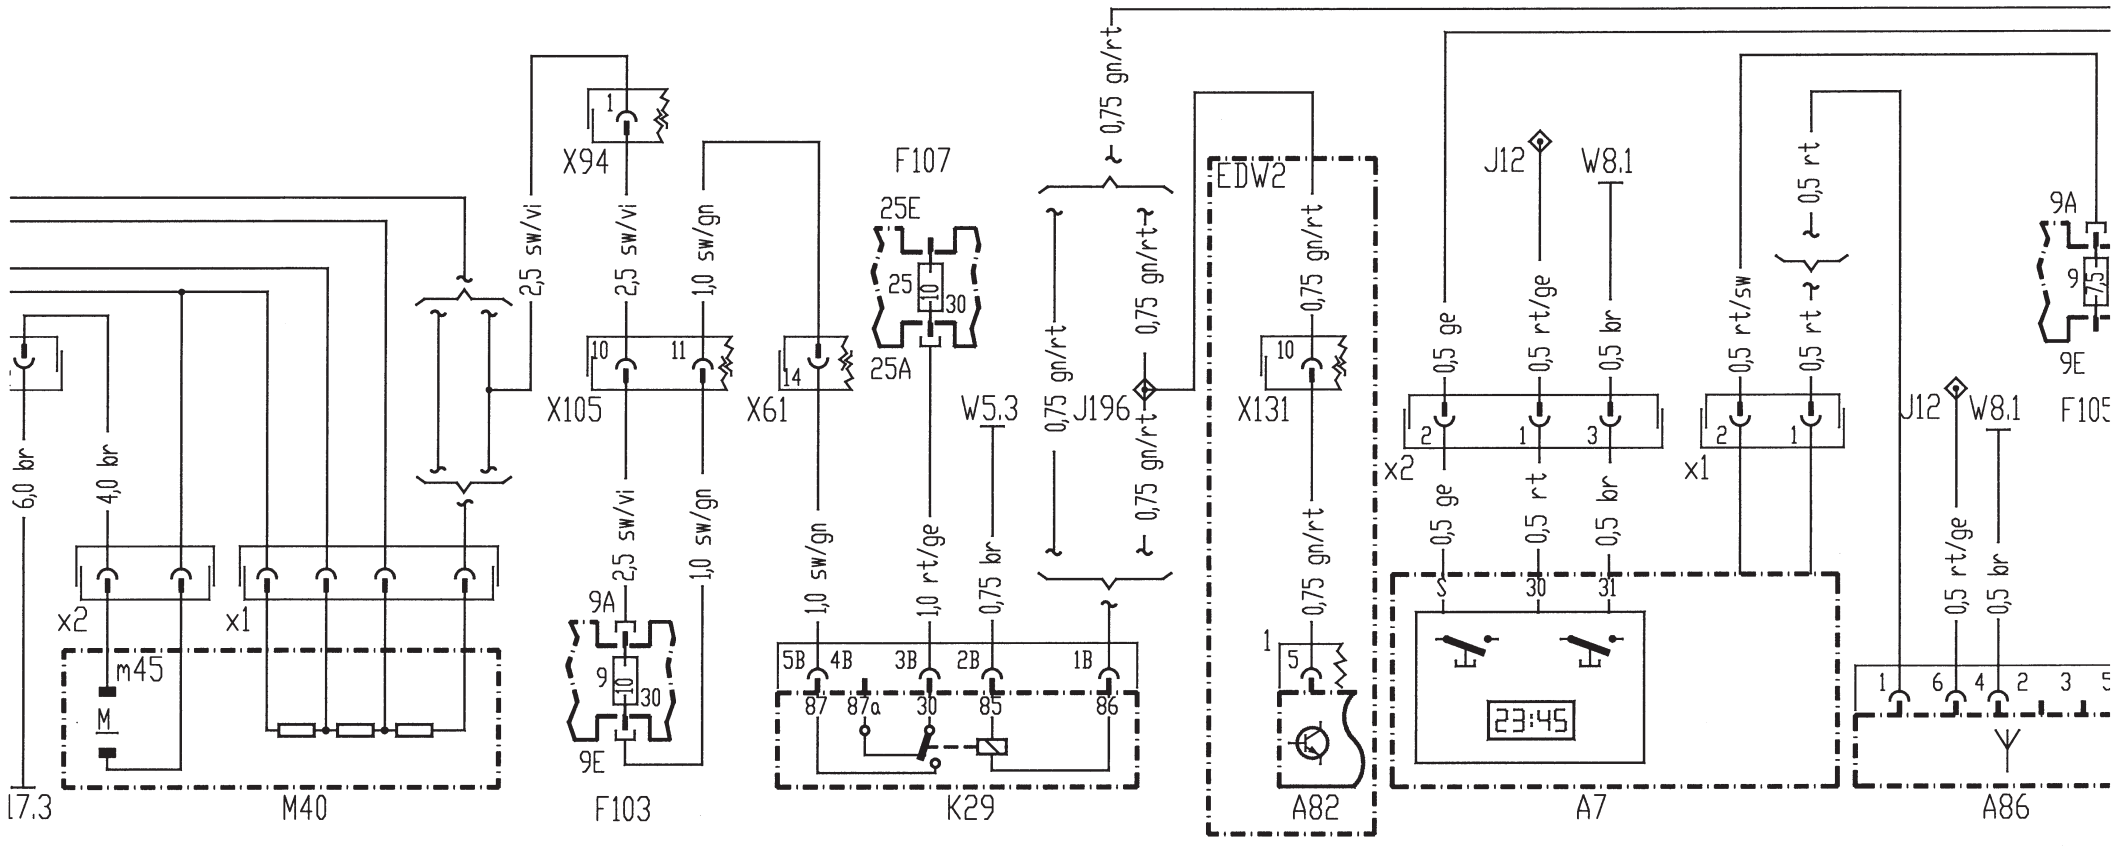 0,75 gn/rt
1
X94
F107
EDW2
J12
W8.1
0,5 rt
9A
2,5 sw/vi
2,5 sw/vi
1,0 sw/gn
25E
0,75 gn/rt
0,75 gn/rt
25
10
30
25A
0,75 gn/rt
0,5 ge
0,5 rt/ge
0,5 br
0,5 rt/sw
0,5 rt
9
7,5
9E
F105
10
11
X105
14
X61
W5.3
J196
10
X131
2
1
3
x2
2
1
x1
J12
W8.1
6,0 br
4,0 br
2,5 sw/vi
1,0 sw/gn
1,0 sw/gn
1,0 rt/ge
0,75 br
0,75 gn/rt
0,75 gn/rt
0,5 ge
0,5 rt
0,5 br
0,5 rt/ge
0,5 br
x2
x1
9A
S
30
31
m45
M
9
10
30
9E
5B
4B
3B
2B
1B
87
87a
30
85
86
1
5
23:45
1
6
4
2
3
5
17.3
M40
F103
K29
A82
A7
A86